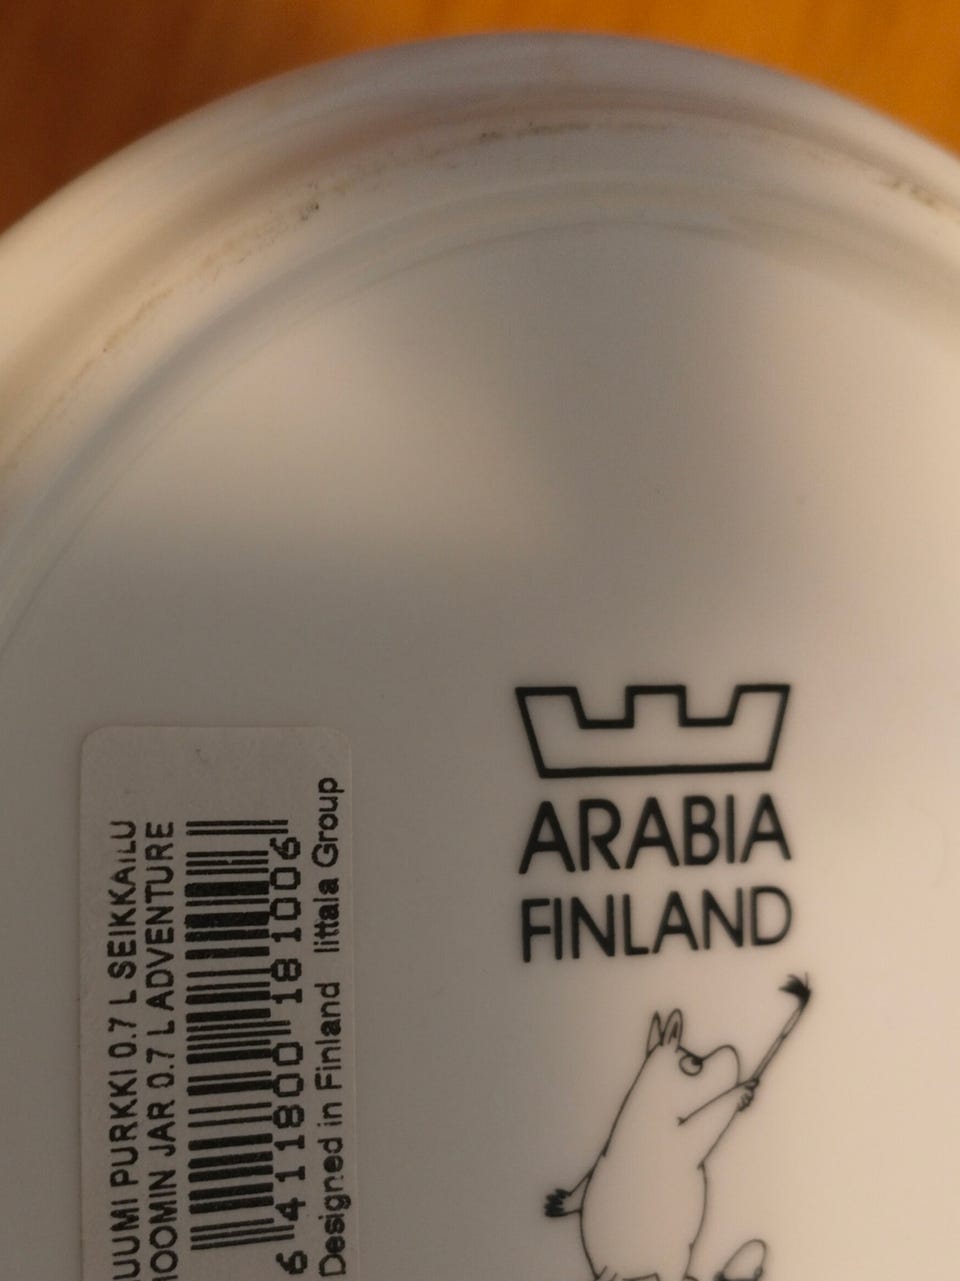 ARABIA
FINLAND
UUMI PURKKI 0.7 L SEIKKAILU
OOMIN JAR 0.7 L ADVENTURE
6 411800 181006
Designed in Finland Iittala Group